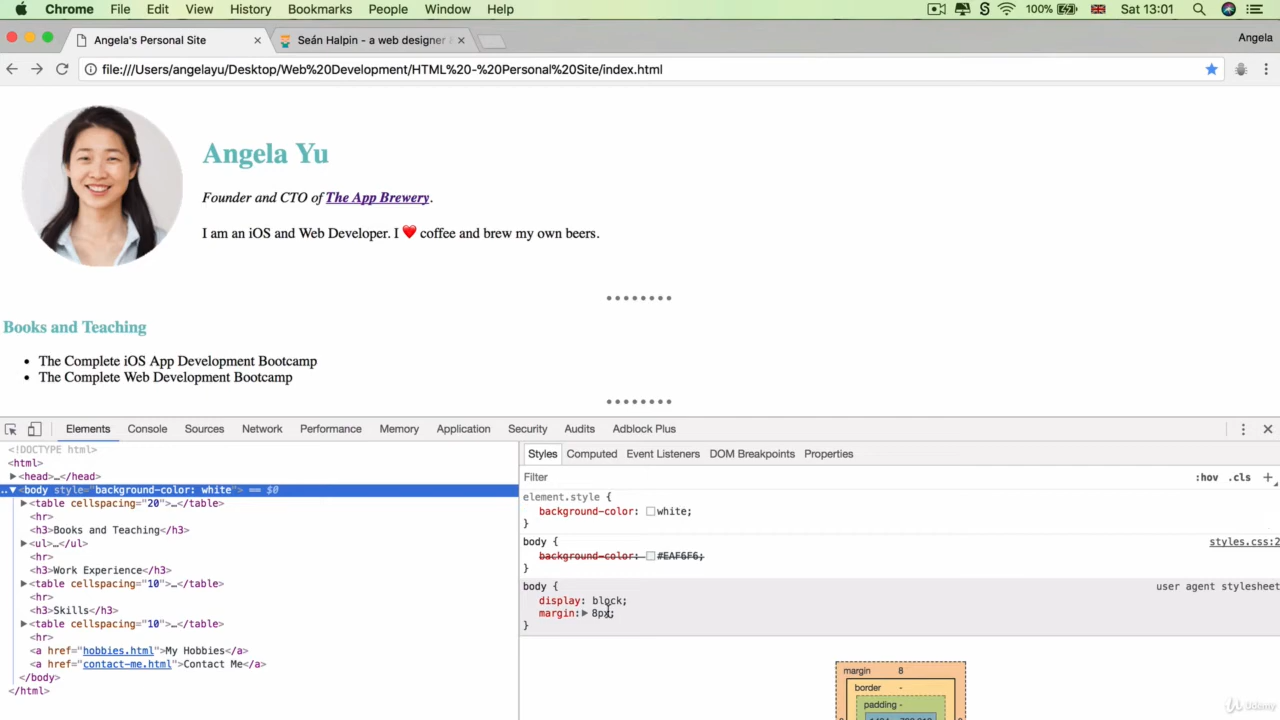 Chrome File Edit View History Bookmarks People Window Help 100% Sat 13:01
Angela's Personal Site Seán Halpin - a web designer Angela
file:///Users/angelayu/Desktop/Web%20Development/HTML%20-%20Personal%20Site/index.html
Angela Yu
Founder and CTO of The App Brewery.
I am an iOS and Web Developer. I ❤️ coffee and brew my own beers.
Books and Teaching
• The Complete iOS App Development Bootcamp
• The Complete Web Development Bootcamp
Elements Console Sources Network Performance Memory Application Security Audits Adblock Plus
<!DOCTYPE html>
<html>
▶<head>…</head>
..▼<body style="background-color: white"> == $0
▶<table cellspacing="20">…</table>
<hr>
<h3>Books and Teaching</h3>
▶<ul>…</ul>
<hr>
<h3>Work Experience</h3>
▶<table cellspacing="10">…</table>
<hr>
<h3>Skills</h3>
▶<table cellspacing="10">…</table>
<hr>
<a href="hobbies.html">My Hobbies</a>
<a href="contact-me.html">Contact Me</a>
</body>
</html>
Styles Computed Event Listeners DOM Breakpoints Properties
Filter :hov .cls +
element.style {
background-color: white;
}
body { styles.css:2
background-color: #EAF6F6;
}
body { user agent stylesheet
display: block;
margin:▶ 8px;
}
margin 8
border -
padding -
Udemy